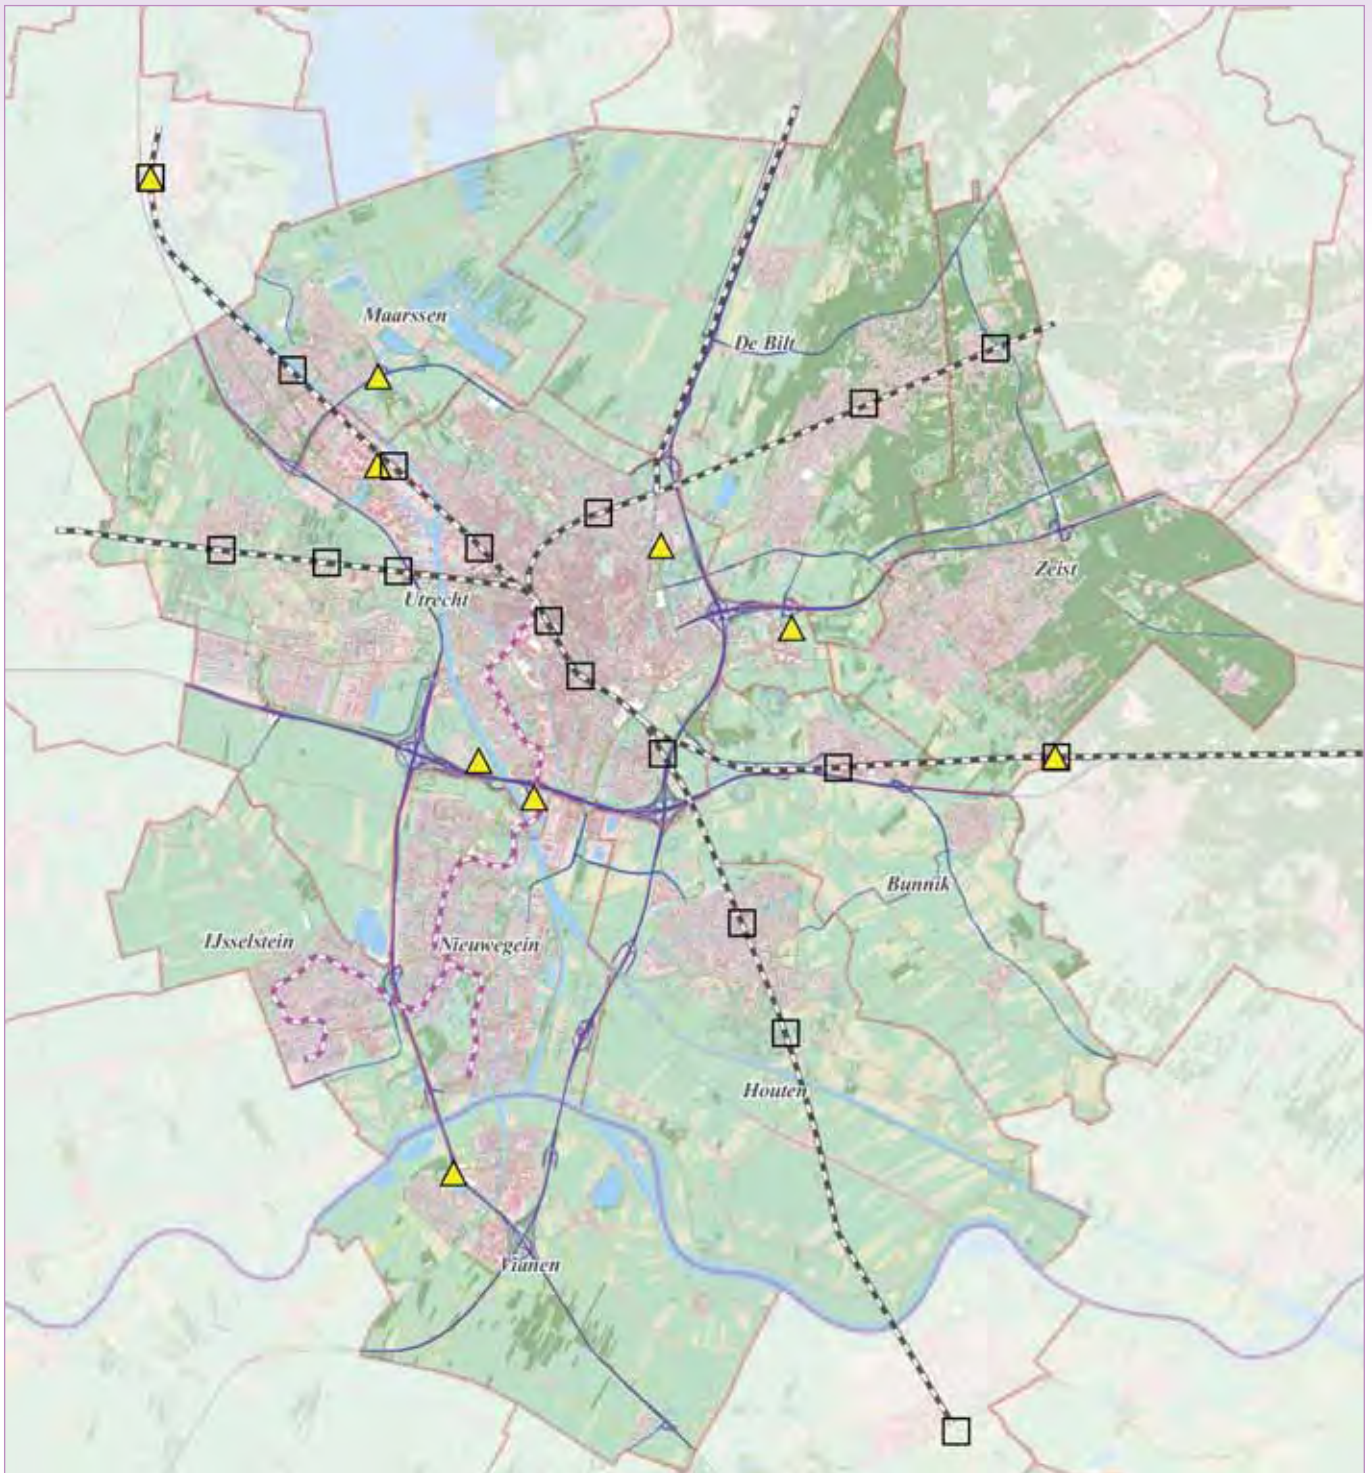 Maarssen
De Bilt
Zeist
Utrecht
Bunnik
IJsselstein
Nieuwegein
Houten
Vianen